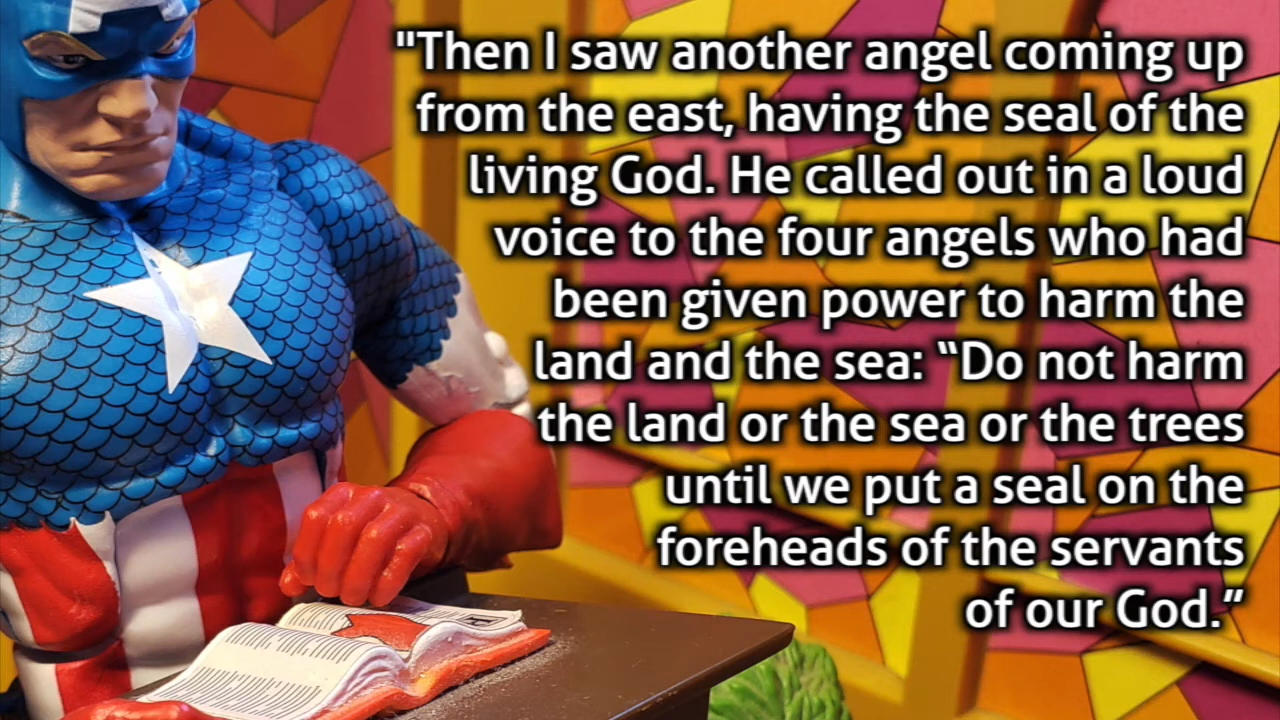 "Then I saw another angel coming up
from the east, having the seal of the
living God. He called out in a loud
voice to the four angels who had
been given power to harm the
land and the sea: “Do not harm
the land or the sea or the trees
until we put a seal on the
foreheads of the servants
of our God.”